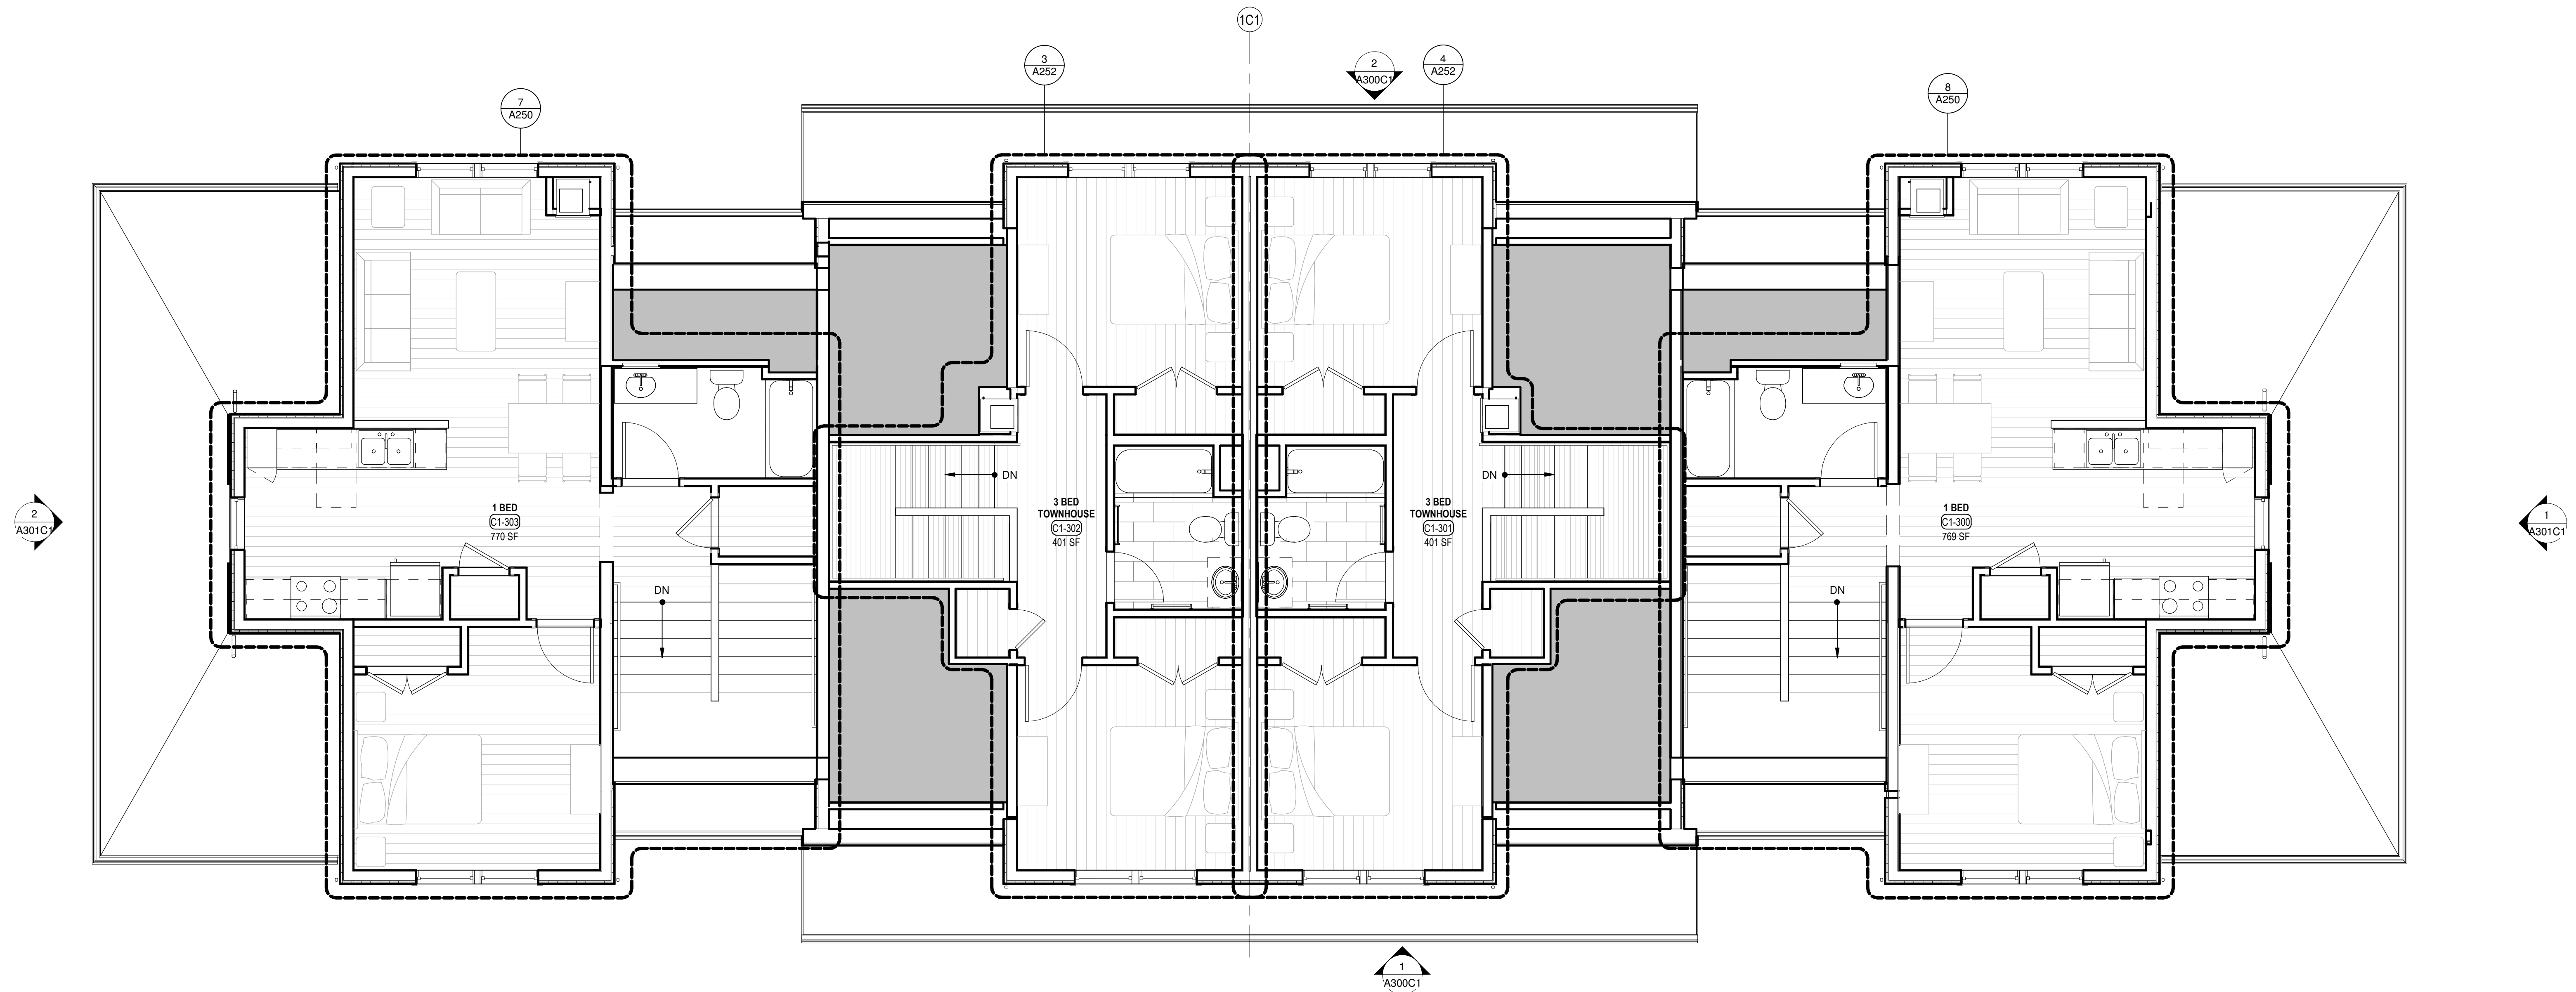 1C1
3
A252
2
A300C1
4
A252
7
A250
8
A250
DN
DN
3 BED
TOWNHOUSE
C1-302
401 SF
3 BED
TOWNHOUSE
C1-301
401 SF
1 BED
C1-303
770 SF
1 BED
C1-300
769 SF
2
A301C1
1
A301C1
DN
DN
1
A300C1